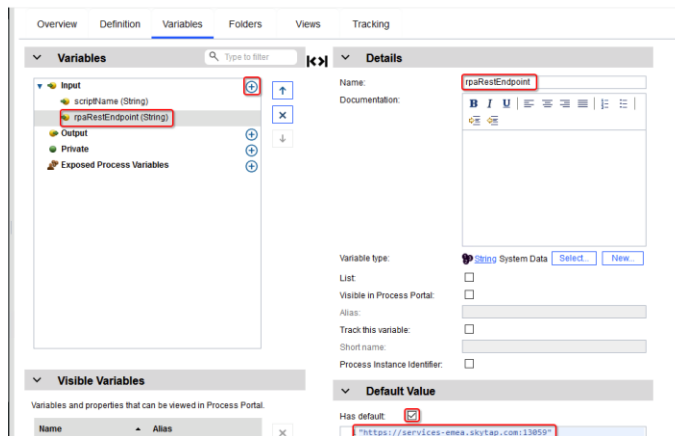 Overview Definition Variables Folders Views Tracking
Variables
Type to filter
Input
scriptName (String)
rpaRestEndpoint (String)
Output
Private
Exposed Process Variables
Visible Variables
Variables and properties that can be viewed in Process Portal.
Name Alias
Details
Name: rpaRestEndpoint
Documentation:
B I U
Variable type: String System Data Select... New...
List:
Visible in Process Portal:
Alias:
Track this variable:
Short name:
Process Instance Identifier:
Default Value
Has default:
"https://services-emea.skytap.com:13059"